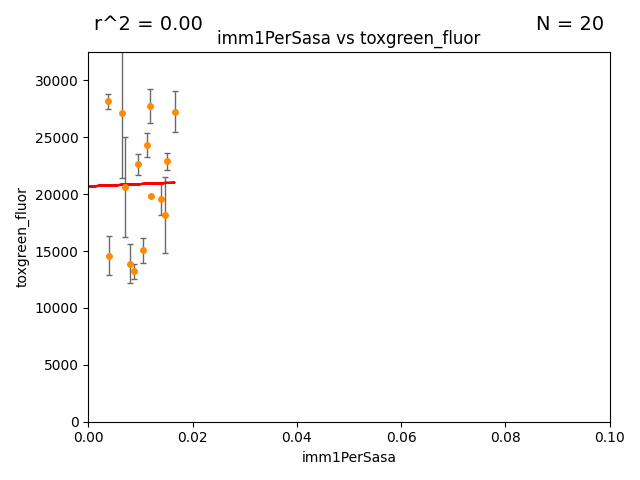 r^2 = 0.00
N = 20
imm1PerSasa vs toxgreen_fluor
30000
25000
20000
15000
10000
5000
0
toxgreen_fluor
0.00 0.02 0.04 0.06 0.08 0.10
imm1PerSasa